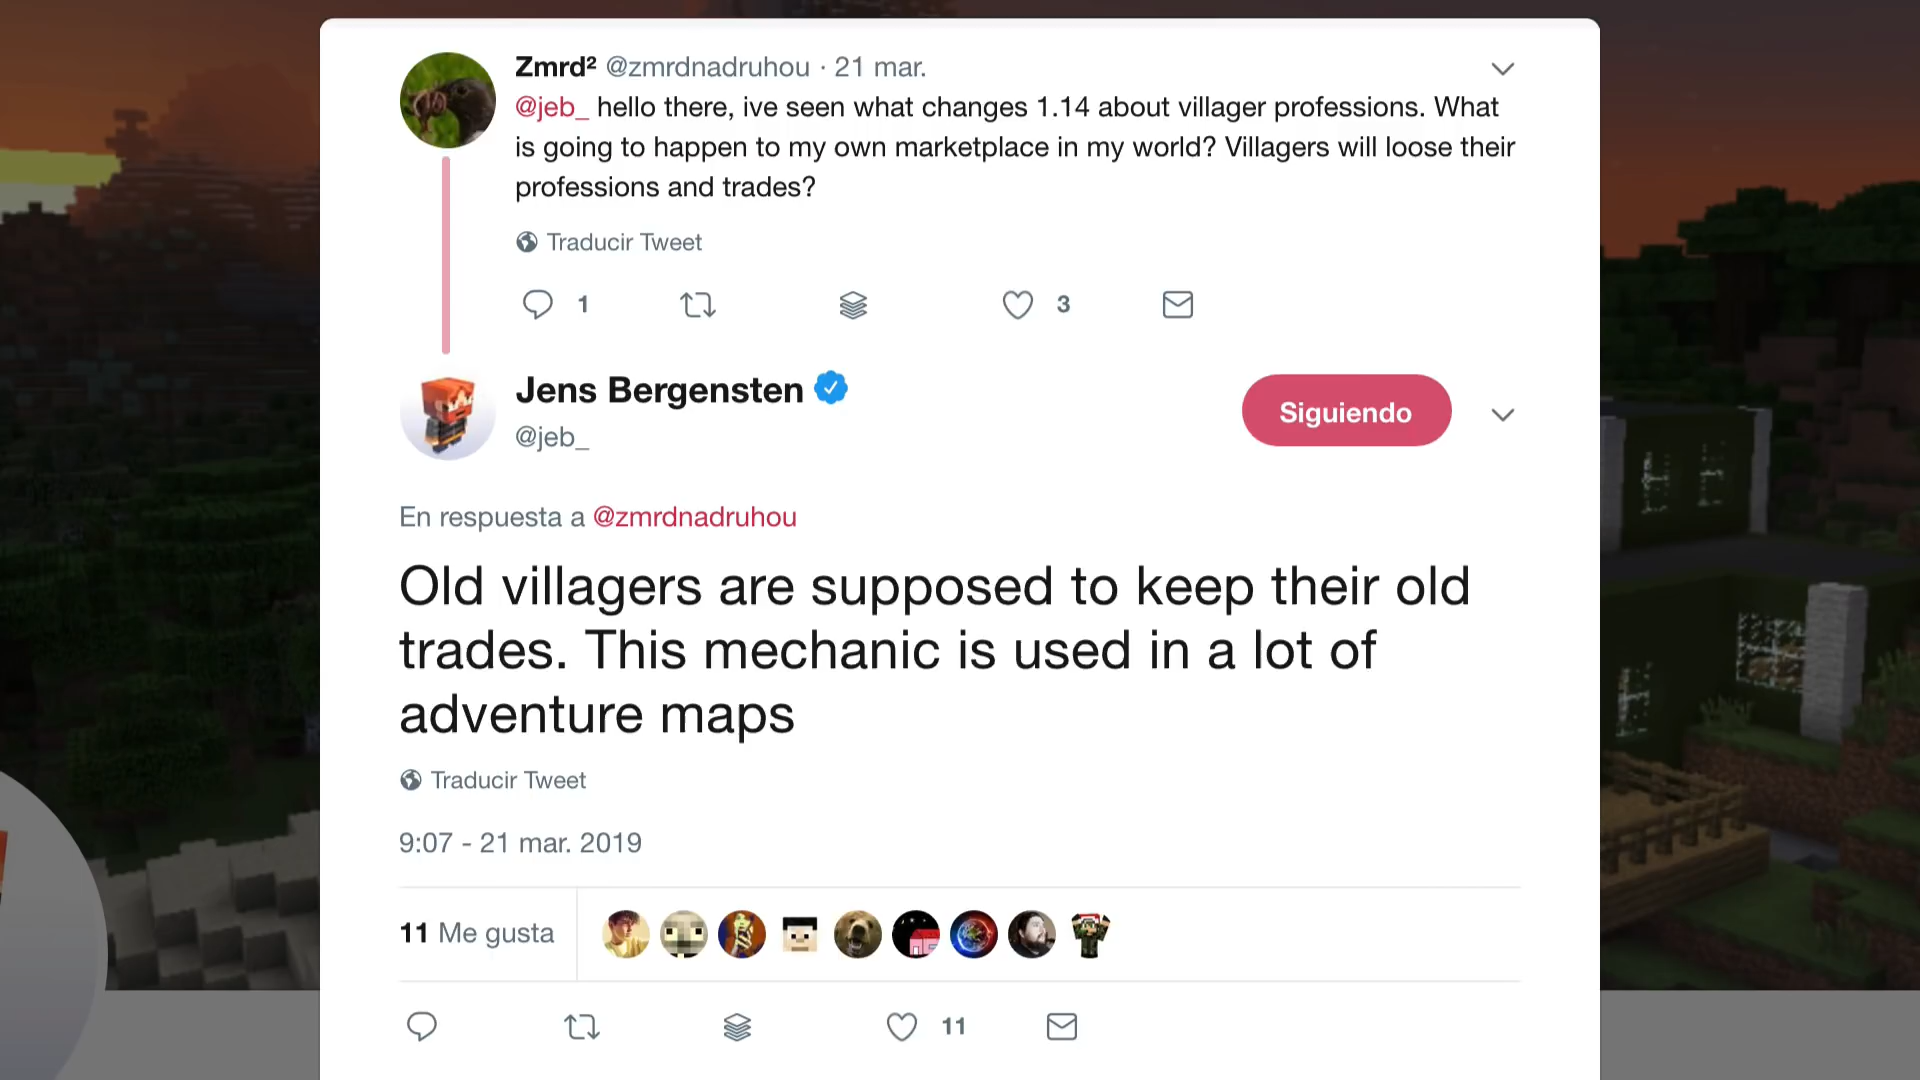 Zmrd² @zmrdnadruhou · 21 mar.
@jeb_ hello there, ive seen what changes 1.14 about villager professions. What
is going to happen to my own marketplace in my world? Villagers will loose their
professions and trades?
Traducir Tweet
1 3
Jens Bergensten
Siguiendo
@jeb_
En respuesta a @zmrdnadruhou
Old villagers are supposed to keep their old
trades. This mechanic is used in a lot of
adventure maps
Traducir Tweet
9:07 - 21 mar. 2019
11 Me gusta
11